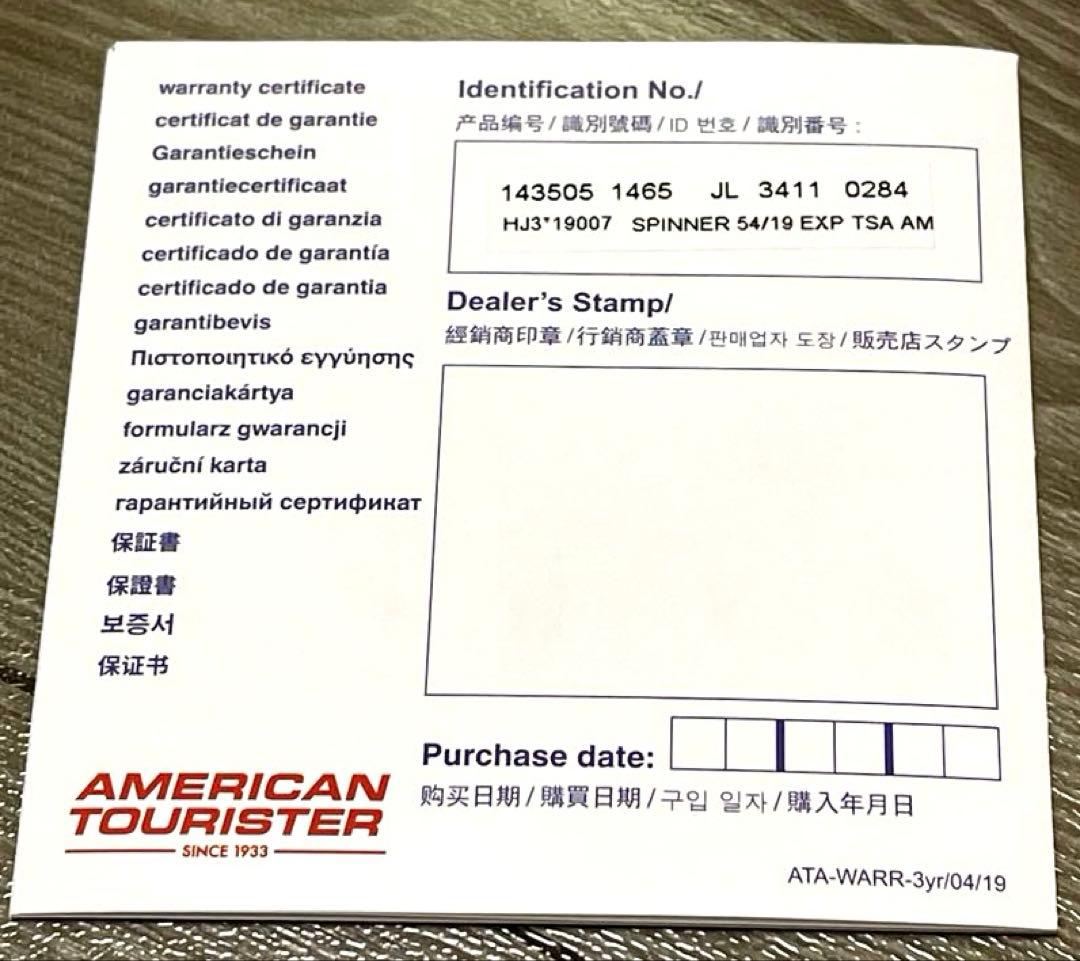 warranty certificate
certificat de garantie
Garantieschein
garantiecertificaat
certificato di garanzia
certificado de garantía
certificado de garantia
garantibevis
Πιστοποιητικό εγγύησης
garanciakártya
formularz gwarancji
záruční karta
гарантийный сертификат
保証書
保證書
보증서
保证书
AMERICAN
TOURISTER
SINCE 1933
Identification No./
产品编号/識別號碼/ID 번호/識別番号:
143505 1465 JL 3411 0284
HJ3*19007 SPINNER 54/19 EXP TSA AM
Dealer's Stamp/
經銷商印章/行銷商蓋章/판매업자 도장/販売店スタンプ
Purchase date:
购买日期/購買日期/구입 일자/購入年月日
ATA-WARR-3yr/04/19